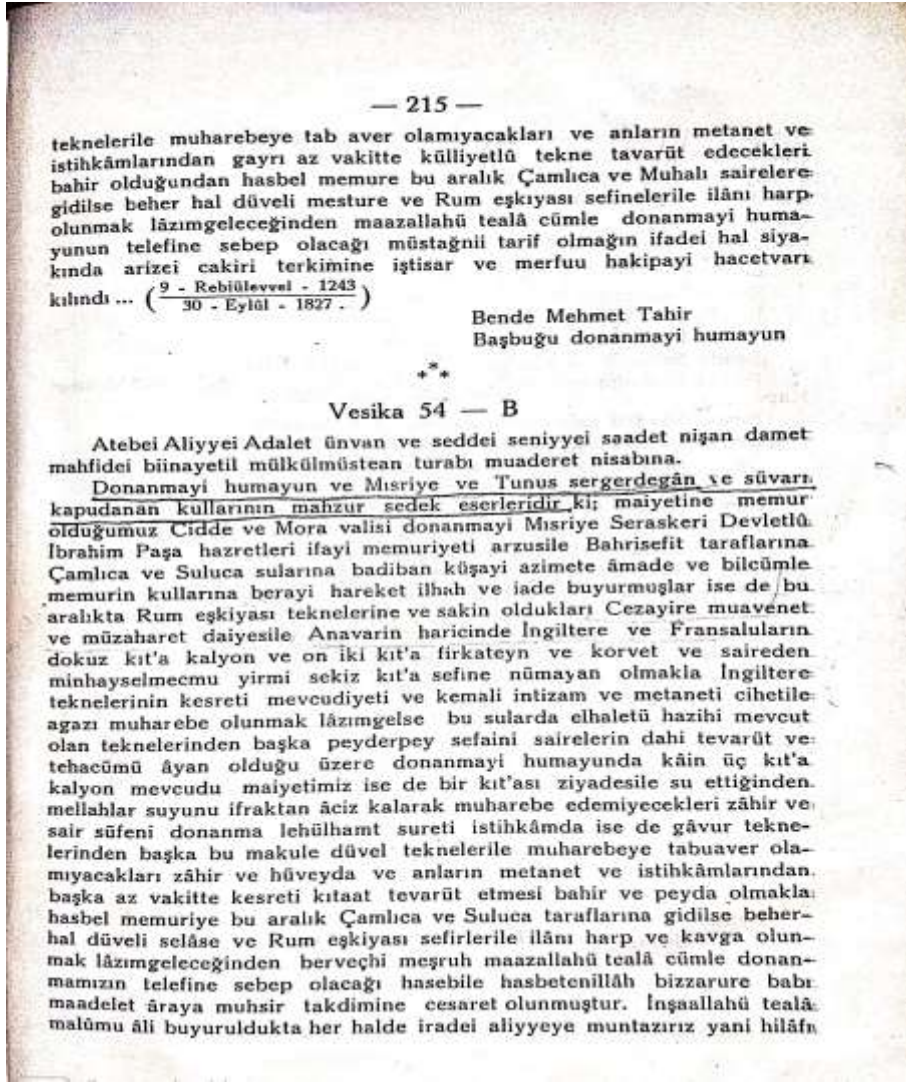 — 215 —
teknelerile muharebeye tab aver olamıyacakları ve anların metanet ve
istihkâmlarından gayrı az vakitte külliyetlû tekne tavarüt edecekleri
bahir olduğundan hasbel memure bu aralık Çamlıca ve Muhalı sairelere
gidilse beher hal düveli mesture ve Rum eşkıyası sefinelerile ilânı harp
olunmak lâzımgeleceğinden maazallahü tealâ cümle donanmayi huma-
yunun telefine sebep olacağı müstağnii tarif olmağın ifadei hal siya-
kında arizei cakiri terkimine iştisar ve merfuu hakipayi hacetvarı
kılındı ... ( 9 - Rebiülevvel - 1243
30 - Eylûl - 1827 . )
Bende Mehmet Tahir
Başbuğu donanmayi humayun
***
Vesika 54 — B
Atebei Aliyyei Adalet ünvan ve seddei seniyyei saadet nişan damet
mahfidei biinayetil mülkülmüstean turabı muaderet nisabına.
Donanmayi humayun ve Mısriye ve Tunus sergerdegân ve süvarı
kapudanan kullarının mahzur sedek eserleridir ki; maiyetine memur
olduğumuz Cidde ve Mora valisi donanmayi Mısriye Seraskeri Devletlû
İbrahim Paşa hazretleri ifayi memuriyeti arzusile Bahrisefit taraflarına
Çamlıca ve Suluca sularına badiban küşayi azimete âmade ve bilcümle
memurin kullarına berayi hareket ilhah ve iade buyurmuşlar ise de bu
aralıkta Rum eşkiyası teknelerine ve sakin oldukları Cezayire muavenet
ve müzaharet daiyesile Anavarin haricinde İngiltere ve Fransaluların
dokuz kıt'a kalyon ve on iki kıt'a firkateyn ve korvet ve saireden
minhayselmecmu yirmi sekiz kıt'a sefine nümayan olmakla İngiltere
teknelerinin kesreti mevcudiyeti ve kemali intizam ve metaneti cihetile
agazı muharebe olunmak lâzımgelse bu sularda elhaletü hazihi mevcut
olan teknelerinden başka peyderpey sefaini sairelerin dahi tevarüt ve
tehacümü âyan olduğu üzere donanmayi humayunda kâin üç kıt'a
kalyon mevcudu maiyetimiz ise de bir kıt'ası ziyadesile su ettiğinden
mellahlar suyunu ifraktan âciz kalarak muharebe edemiyecekleri zâhir ve
sair süfeni donanma lehülhamt sureti istihkâmda ise de gâvur tekne-
lerinden başka bu makule düvel teknelerile muharebeye tabuaver ola-
mıyacakları zâhir ve hüveyda ve anların metanet ve istihkâmlarından
başka az vakitte kesreti kıtaat tevarüt etmesi bahir ve peyda olmakla
hasbel memuriye bu aralık Çamlıca ve Suluca taraflarına gidilse beher-
hal düveli selâse ve Rum eşkiyası sefirlerile ilânı harp ve kavga olun-
mak lâzımgeleceğinden berveçhi meşruh maazallahü tealâ cümle donan-
mamızın telefine sebep olacağı hasebile hasbetenillâh bizzarure babı
maadelet âraya muhsir takdimine cesaret olunmuştur. İnşaallahü tealâ
malûmu âli buyuruldukta her halde iradei aliyyeye muntazırız yani hilâfı